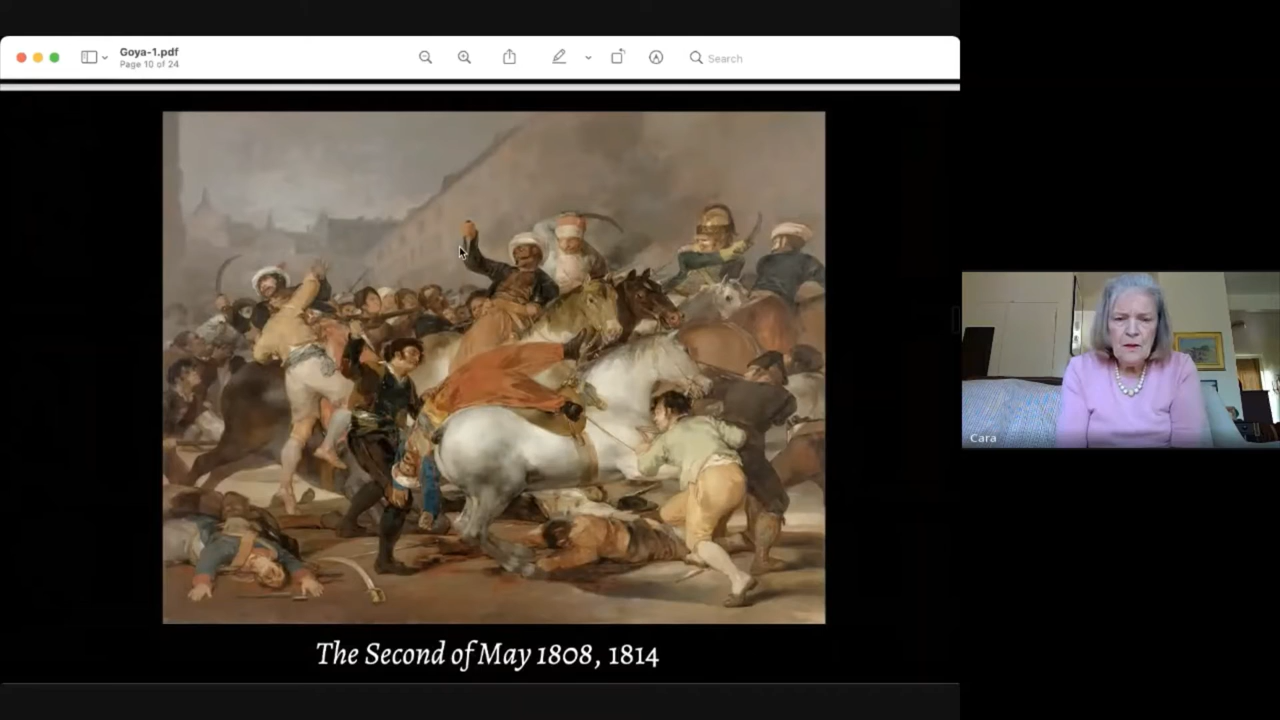 Goya-1.pdf
Page 10 of 24
Search
The Second of May 1808, 1814
Cara